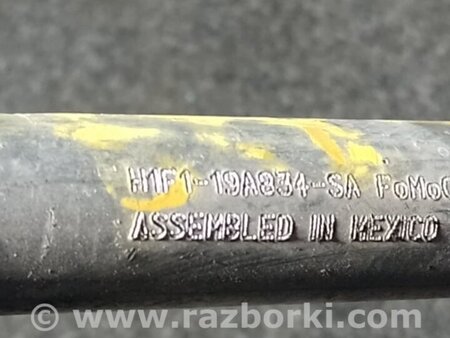 H1F1-19A834-SA FoMoC
ASSEMBLED IN MEXICO
© www.razborki.com